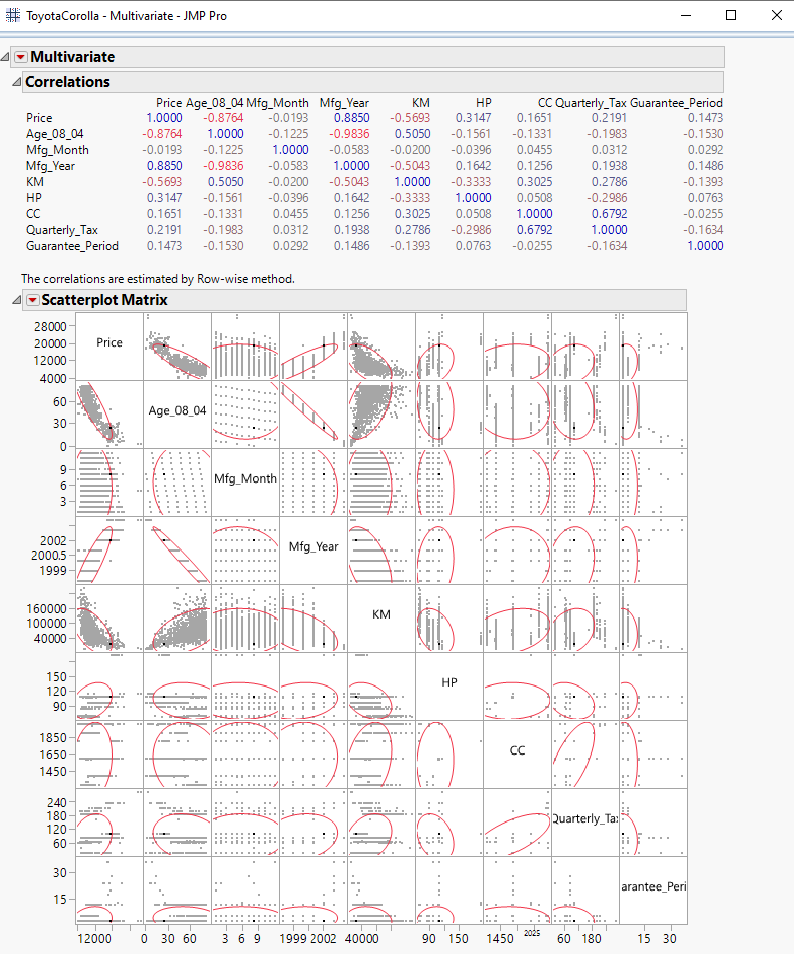 ToyotaCorolla - Multivariate - JMP Pro
Multivariate
Correlations
Price Age_08_04 Mfg_Month Mfg_Year KM HP CC Quarterly_Tax Guarantee_Period
Price 1.0000 -0.8764 -0.0193 0.8850 -0.5693 0.3147 0.1651 0.2191 0.1473
Age_08_04 -0.8764 1.0000 -0.1225 -0.9836 0.5050 -0.1561 -0.1331 -0.1983 -0.1530
Mfg_Month -0.0193 -0.1225 1.0000 -0.0583 -0.0200 -0.0396 0.0455 0.0312 0.0292
Mfg_Year 0.8850 -0.9836 -0.0583 1.0000 -0.5043 0.1642 0.1256 0.1938 0.1486
KM -0.5693 0.5050 -0.0200 -0.5043 1.0000 -0.3333 0.3025 0.2786 -0.1393
HP 0.3147 -0.1561 -0.0396 0.1642 -0.3333 1.0000 0.0508 -0.2986 0.0763
CC 0.1651 -0.1331 0.0455 0.1256 0.3025 0.0508 1.0000 0.6792 -0.0255
Quarterly_Tax 0.2191 -0.1983 0.0312 0.1938 0.2786 -0.2986 0.6792 1.0000 -0.1634
Guarantee_Period 0.1473 -0.1530 0.0292 0.1486 -0.1393 0.0763 -0.0255 -0.1634 1.0000
The correlations are estimated by Row-wise method.
Scatterplot Matrix
28000
20000
12000
4000
Price
60
30
0
Age_08_04
9
6
3
Mfg_Month
2002
2000.5
1999
Mfg_Year
160000
100000
40000
KM
150
120
90
HP
1850
1650
1450
CC
240
180
120
60
Quarterly_Ta
30
15
arantee_Peri
12000 0 30 60 3 6 9 1999 2002 40000 90 150 1450 2025 60 180 15 30